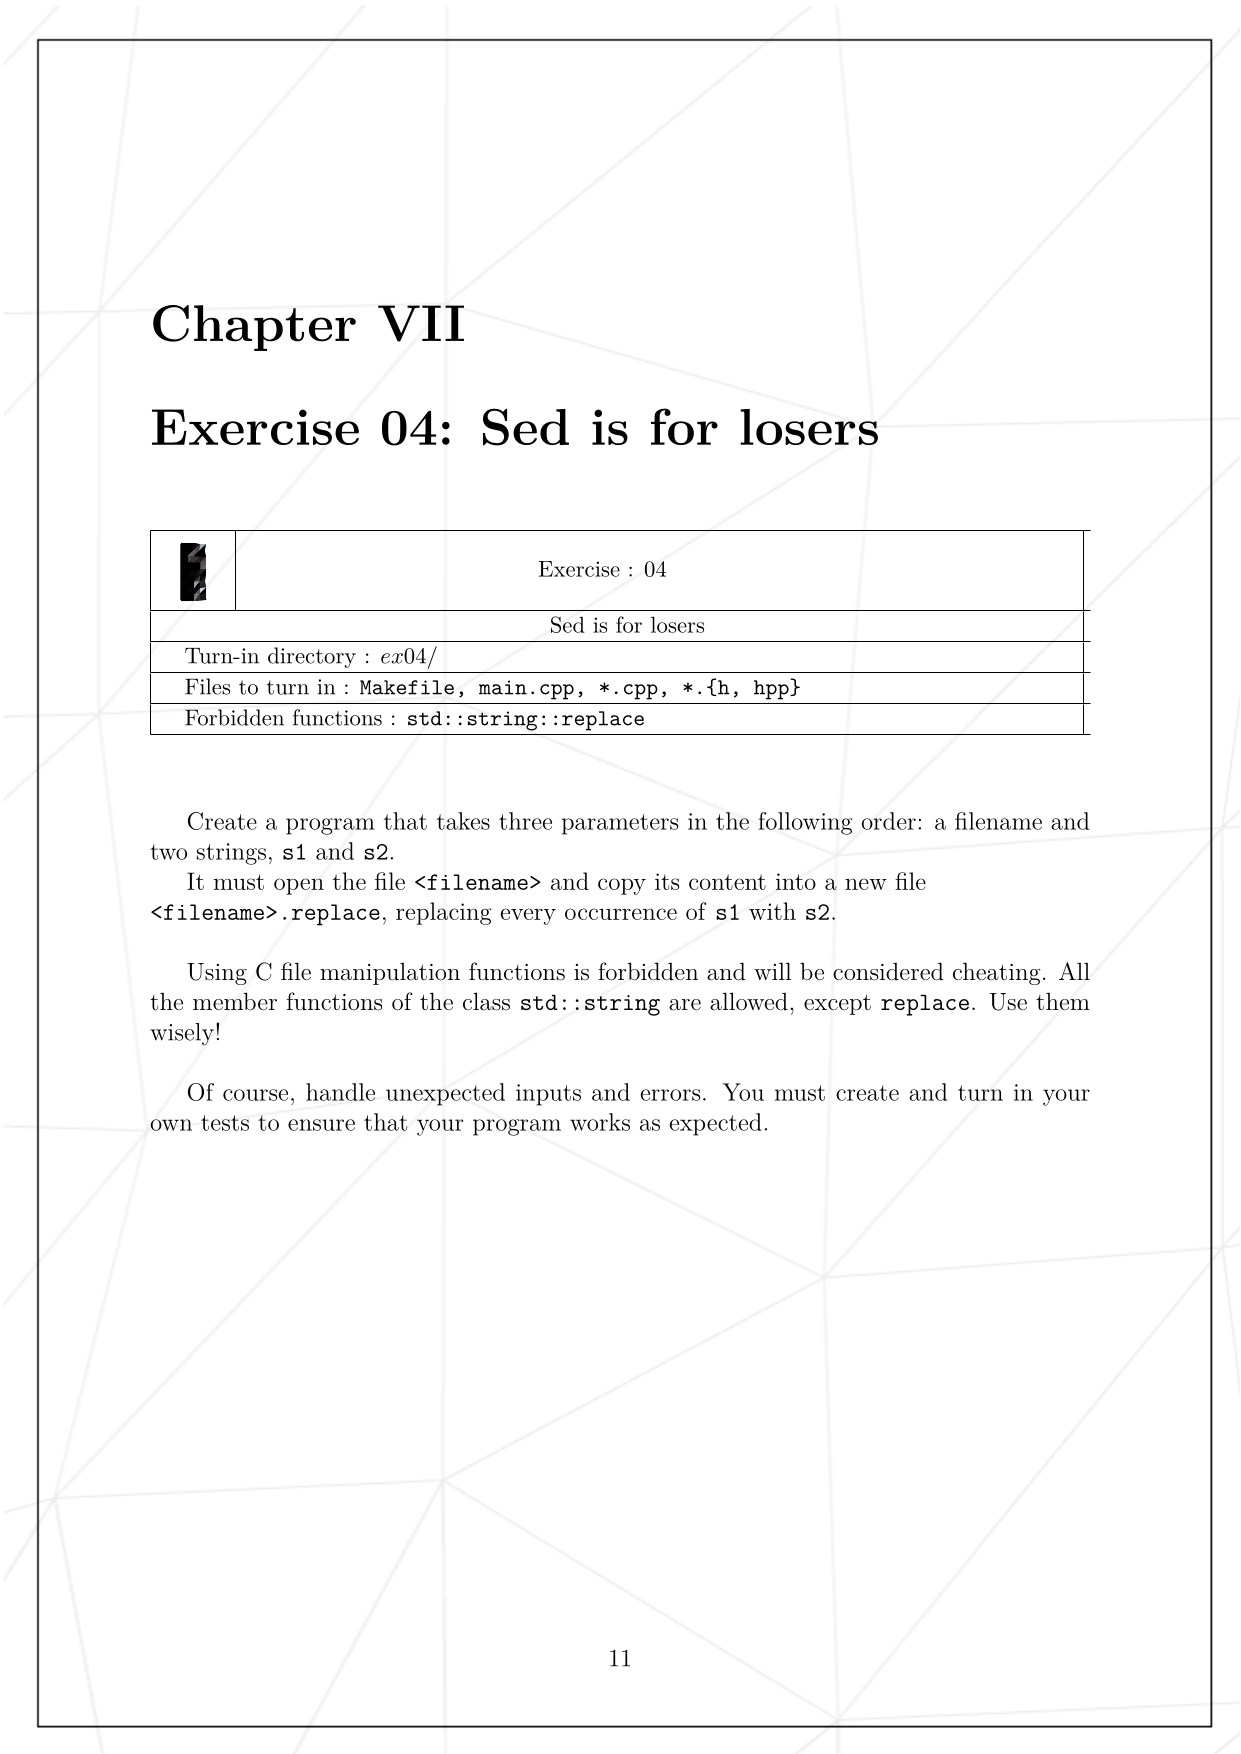 Chapter VII
Exercise 04: Sed is for losers
Exercise : 04
Sed is for losers
Turn-in directory : ex04/
Files to turn in : Makefile, main.cpp, *.cpp, *.{h, hpp}
Forbidden functions : std::string::replace
Create a program that takes three parameters in the following order: a filename and
two strings, s1 and s2.
It must open the file <filename> and copy its content into a new file
<filename>.replace, replacing every occurrence of s1 with s2.
Using C file manipulation functions is forbidden and will be considered cheating. All
the member functions of the class std::string are allowed, except replace. Use them
wisely!
Of course, handle unexpected inputs and errors. You must create and turn in your
own tests to ensure that your program works as expected.
11